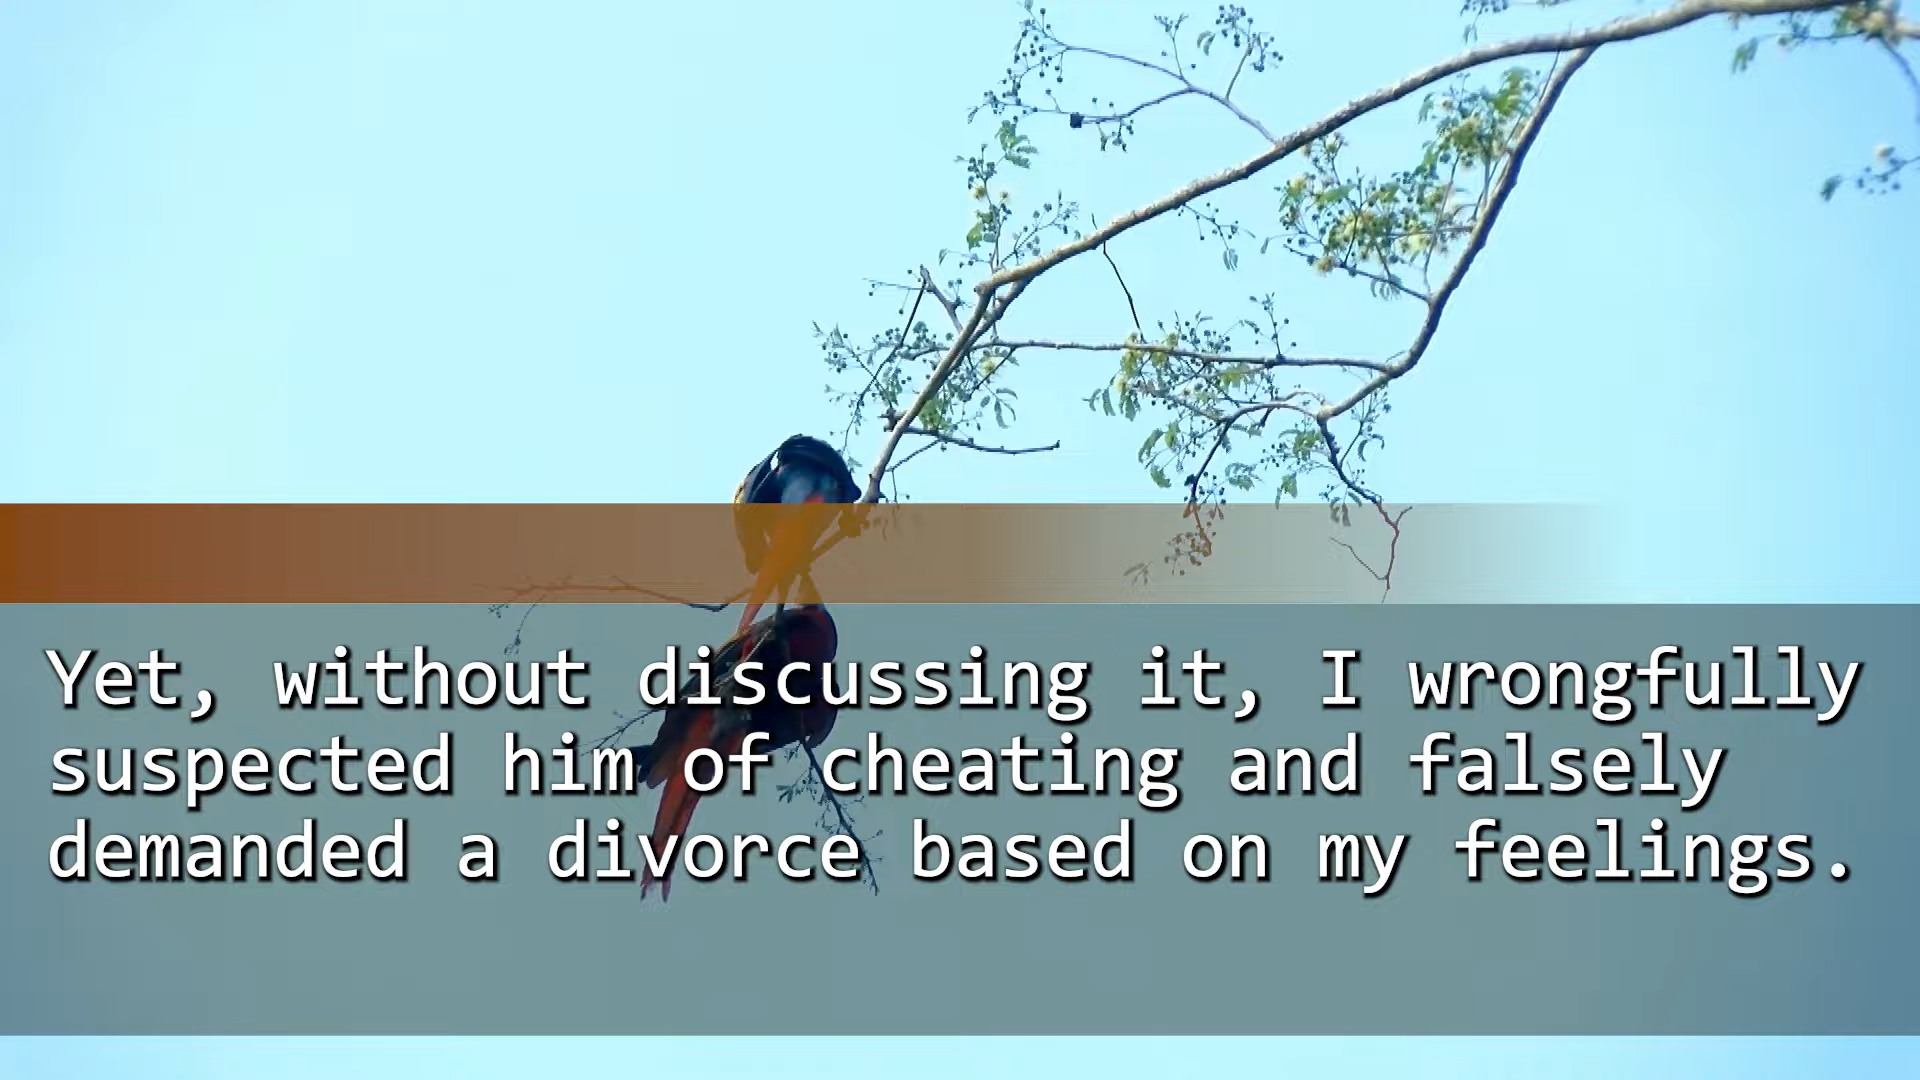 Yet, without discussing it, I wrongfully
suspected him of cheating and falsely
demanded a divorce based on my feelings.